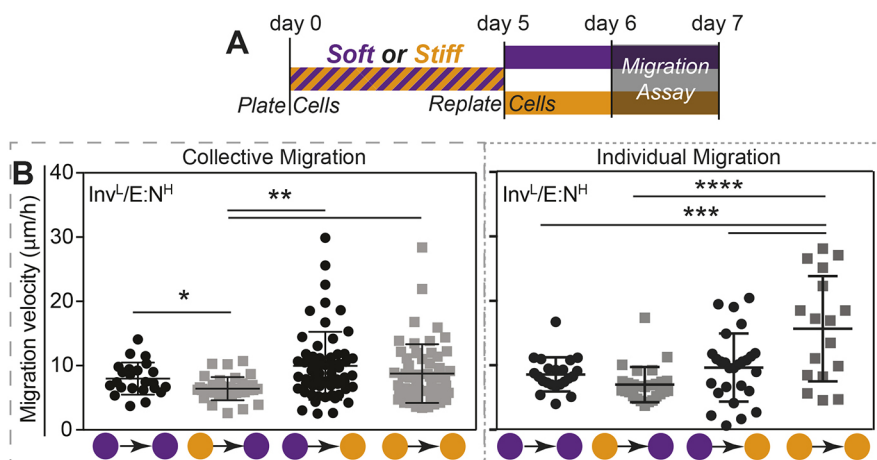 A
day 0 day 5 day 6 day 7
Soft or Stiff
Migration
Assay
Plate Cells Replate Cells
B
Collective Migration Individual Migration
Migration velocity (μm/h)
40
30
20
10
0
Inv^L/E:N^H
*
**
Inv^L/E:N^H
****
***